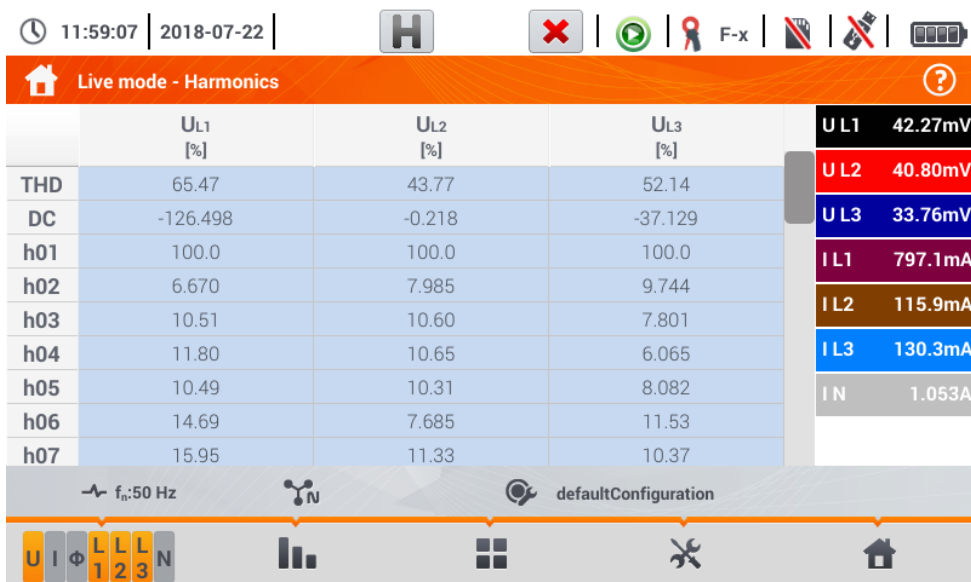 11:59:07 2018-07-22 H F-x
Live mode - Harmonics ?
UL1 UL2 UL3
[%] [%] [%]
THD 65.47 43.77 52.14
DC -126.498 -0.218 -37.129
h01 100.0 100.0 100.0
h02 6.670 7.985 9.744
h03 10.51 10.60 7.801
h04 11.80 10.65 6.065
h05 10.49 10.31 8.082
h06 14.69 7.685 11.53
h07 15.95 11.33 10.37
U L1 42.27mV
U L2 40.80mV
U L3 33.76mV
I L1 797.1mA
I L2 115.9mA
I L3 130.3mA
I N 1.053A
fn:50 Hz N defaultConfiguration
U I Φ L1 L2 L3 N